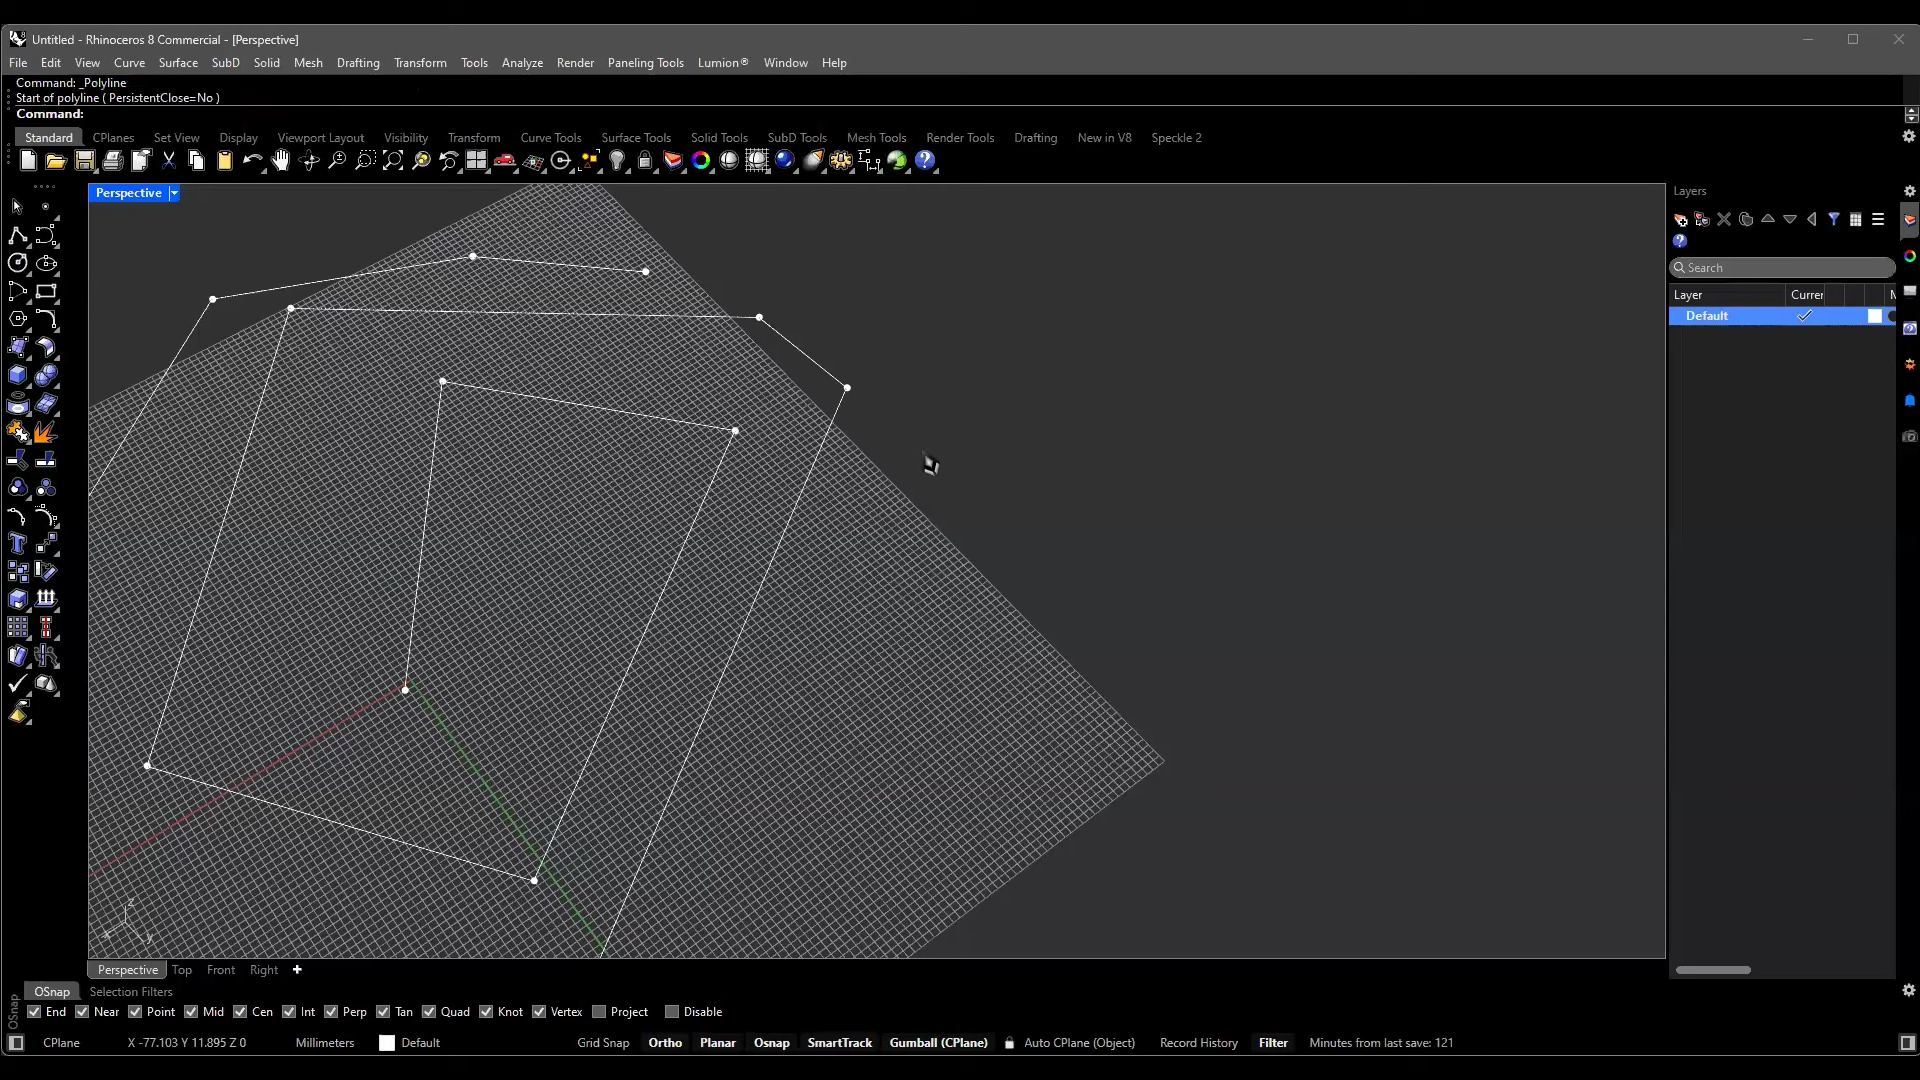 Untitled - Rhinoceros 8 Commercial - [Perspective]
File Edit View Curve Surface SubD Solid Mesh Drafting Transform Tools Analyze Render Paneling Tools Lumion® Window Help
Command: _Polyline
Start of polyline ( PersistentClose=No )
Command:
Standard CPlanes Set View Display Viewport Layout Visibility Transform Curve Tools Surface Tools Solid Tools SubD Tools Mesh Tools Render Tools Drafting New in V8 Speckle 2
Perspective
Layers
Search
Layer Currer M
Default
z
x y
Perspective Top Front Right
OSnap Selection Filters
OSnap
End Near Point Mid Cen Int Perp Tan Quad Knot Vertex Project Disable
CPlane X -77.103 Y 11.895 Z 0 Millimeters Default Grid Snap Ortho Planar Osnap SmartTrack Gumball (CPlane) Auto CPlane (Object) Record History Filter Minutes from last save: 121